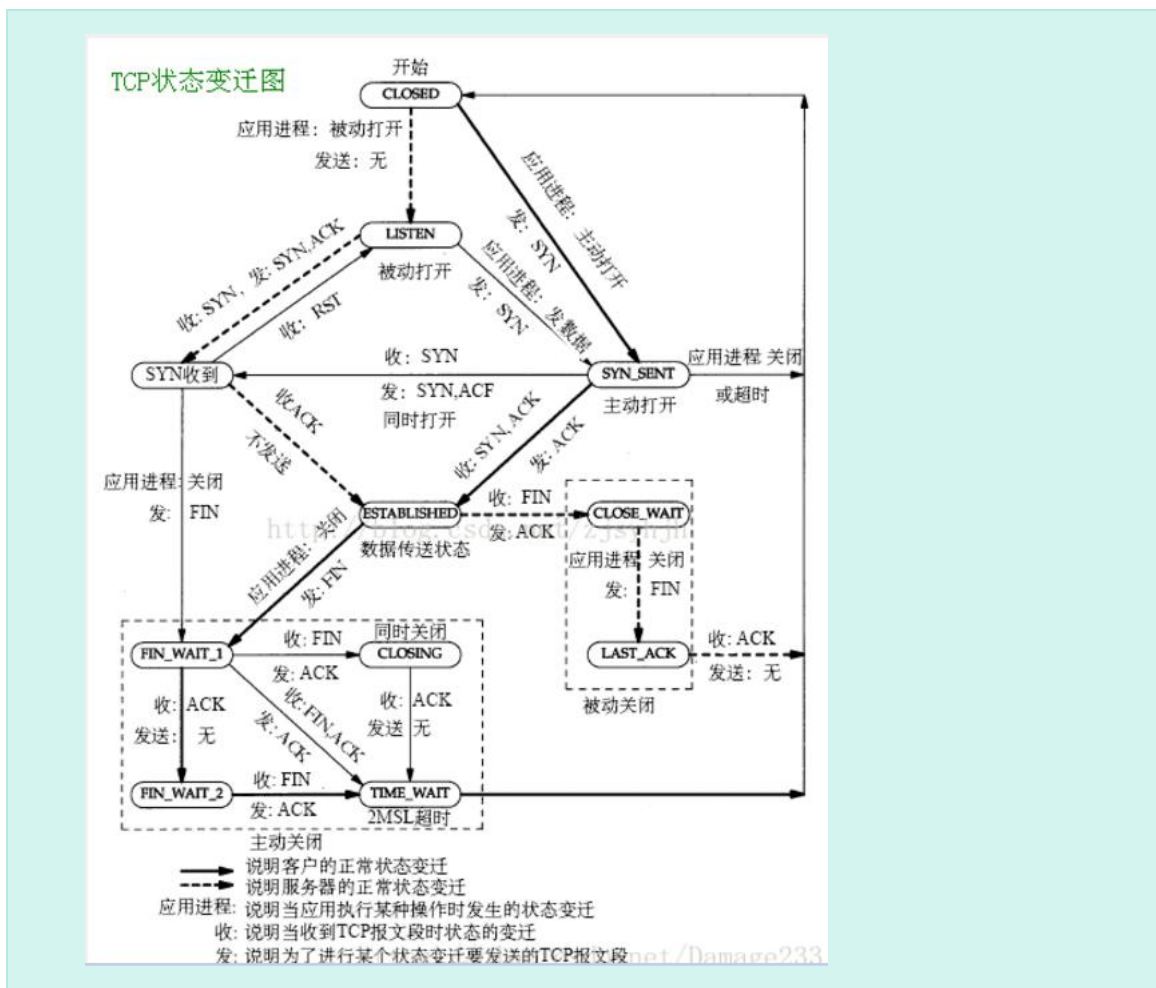 TCP状态变迁图
开始
CLOSED
应用进程：被动打开
发送：无
应用进程：主动打开
发：SYN
LISTEN
被动打开
收: SYN，发: SYN,ACK
收：RST
应用进程：发数据
发：SYN
SYN收到
收：SYN
发：SYN,ACF
同时打开
SYN_SENT
主动打开
应用进程:关闭
或超时
收ACK
不发送
收: SYN, ACK
发: ACK
应用进程:关闭
发： FIN
ESTABLISHED
数据传送状态
收: FIN
发: ACK
CLOSE_WAIT
应用进程:关闭
发： FIN
应用进程：关闭
发: FIN
FIN_WAIT_1
收: FIN
发: ACK
同时关闭
CLOSING
LAST_ACK
收: ACK
发送：无
被动关闭
收: ACK
发送： 无
收: FIN,ACK
发: ACK
收: ACK
发送 无
FIN_WAIT_2
收: FIN
发: ACK
TIME_WAIT
2MSL超时
主动关闭
说明客户的正常状态变迁
说明服务器的正常状态变迁
应用进程: 说明当应用执行某种操作时发生的状态变迁
收: 说明当收到TCP报文段时状态的变迁
发: 说明为了进行某个状态变迁要发送的TCP报文段
net/Damage233